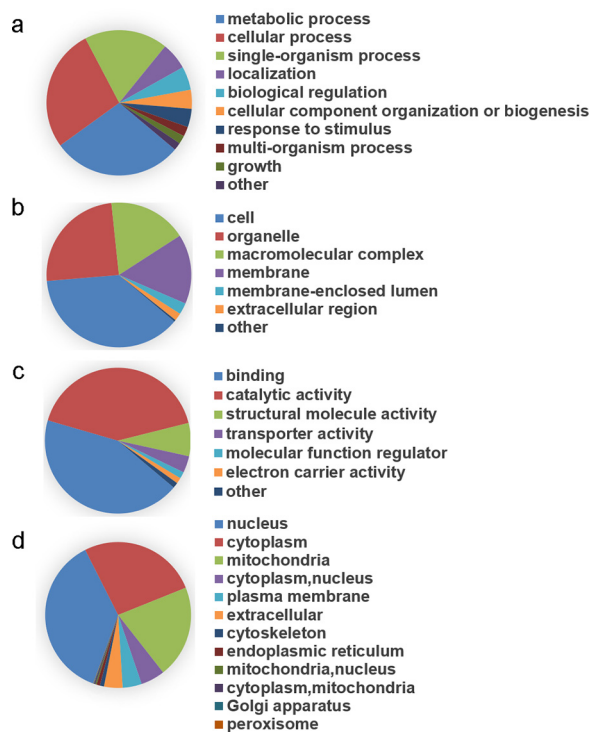 a
metabolic process
cellular process
single-organism process
localization
biological regulation
cellular component organization or biogenesis
response to stimulus
multi-organism process
growth
other
b
cell
organelle
macromolecular complex
membrane
membrane-enclosed lumen
extracellular region
other
c
binding
catalytic activity
structural molecule activity
transporter activity
molecular function regulator
electron carrier activity
other
d
nucleus
cytoplasm
mitochondria
cytoplasm,nucleus
plasma membrane
extracellular
cytoskeleton
endoplasmic reticulum
mitochondria,nucleus
cytoplasm,mitochondria
Golgi apparatus
peroxisome